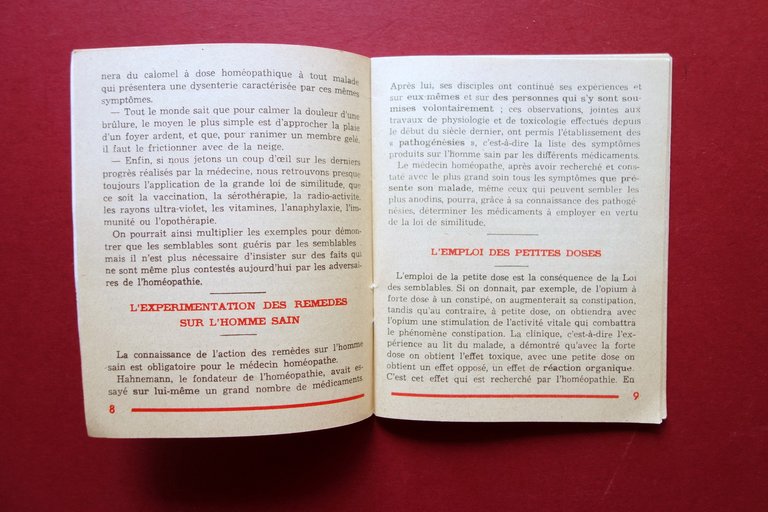 nera du calomel à dose homéopathique à tout malade
qui présentera une dysenterie caractérisée par ces mêmes
symptômes.
— Tout le monde sait que pour calmer la douleur d'une
brûlure, le moyen le plus simple est d'approcher la plaie
d'un foyer ardent, et que, pour ranimer un membre gelé,
il faut le frictionner avec de la neige.
— Enfin, si nous jetons un coup d'œil sur les derniers
progrès réalisés par la médecine, nous retrouvons presque
toujours l'application de la grande loi de similitude, que
ce soit la vaccination, la sérothérapie, la radio-activité,
les rayons ultra-violet, les vitamines, l'anaphylaxie, l'im-
munité ou l'opothérapie.
On pourrait ainsi multiplier les exemples pour démon-
trer que les semblables sont guéris par les semblables :
mais il n'est plus nécessaire d'insister sur des faits qui
ne sont même plus contestés aujourd'hui par les adversai-
res de l'homéopathie.
L'EXPERIMENTATION DES REMEDES
SUR L'HOMME SAIN
La connaissance de l'action des remèdes sur l'homme
sain est obligatoire pour le médecin homéopathe.
Hahnemann, le fondateur de l'homéopathie, avait es-
sayé sur lui-même un grand nombre de médicaments.
8
Après lui, ses disciples ont continué ses expériences et
sur eux-mêmes et sur des personnes qui s'y sont sou-
mises volontairement ; ces observations, jointes aux
travaux de physiologie et de toxicologie effectués depuis
le début du siècle dernier, ont permis l'établissement des
« pathogénésies », c'est-à-dire la liste des symptômes
produits sur l'homme sain par les différents médicaments.
Le médecin homéopathe, après avoir recherché et cons-
taté avec le plus grand soin tous les symptômes que pré-
sente son malade, même ceux qui peuvent sembler les
plus anodins, pourra, grâce à sa connaissance des pathogé-
nésies, déterminer les médicaments à employer en vertu
de la loi de similitude.
L'EMPLOI DES PETITES DOSES
L'emploi de la petite dose est la conséquence de la Loi
des semblables. Si on donnait, par exemple, de l'opium à
forte dose à un constipé, on augmenterait sa constipation,
tandis qu'au contraire, à petite dose, on obtiendra avec
l'opium une stimulation de l'activité vitale qui combattra
le phénomène constipation. La clinique, c'est-à-dire l'ex-
périence au lit du malade, a démontré qu'avec la forte
dose on obtient l'effet toxique, avec une petite dose on
obtient un effet opposé, un effet de réaction organique.
C'est cet effet qui est recherché par l'homéopathie. En
9